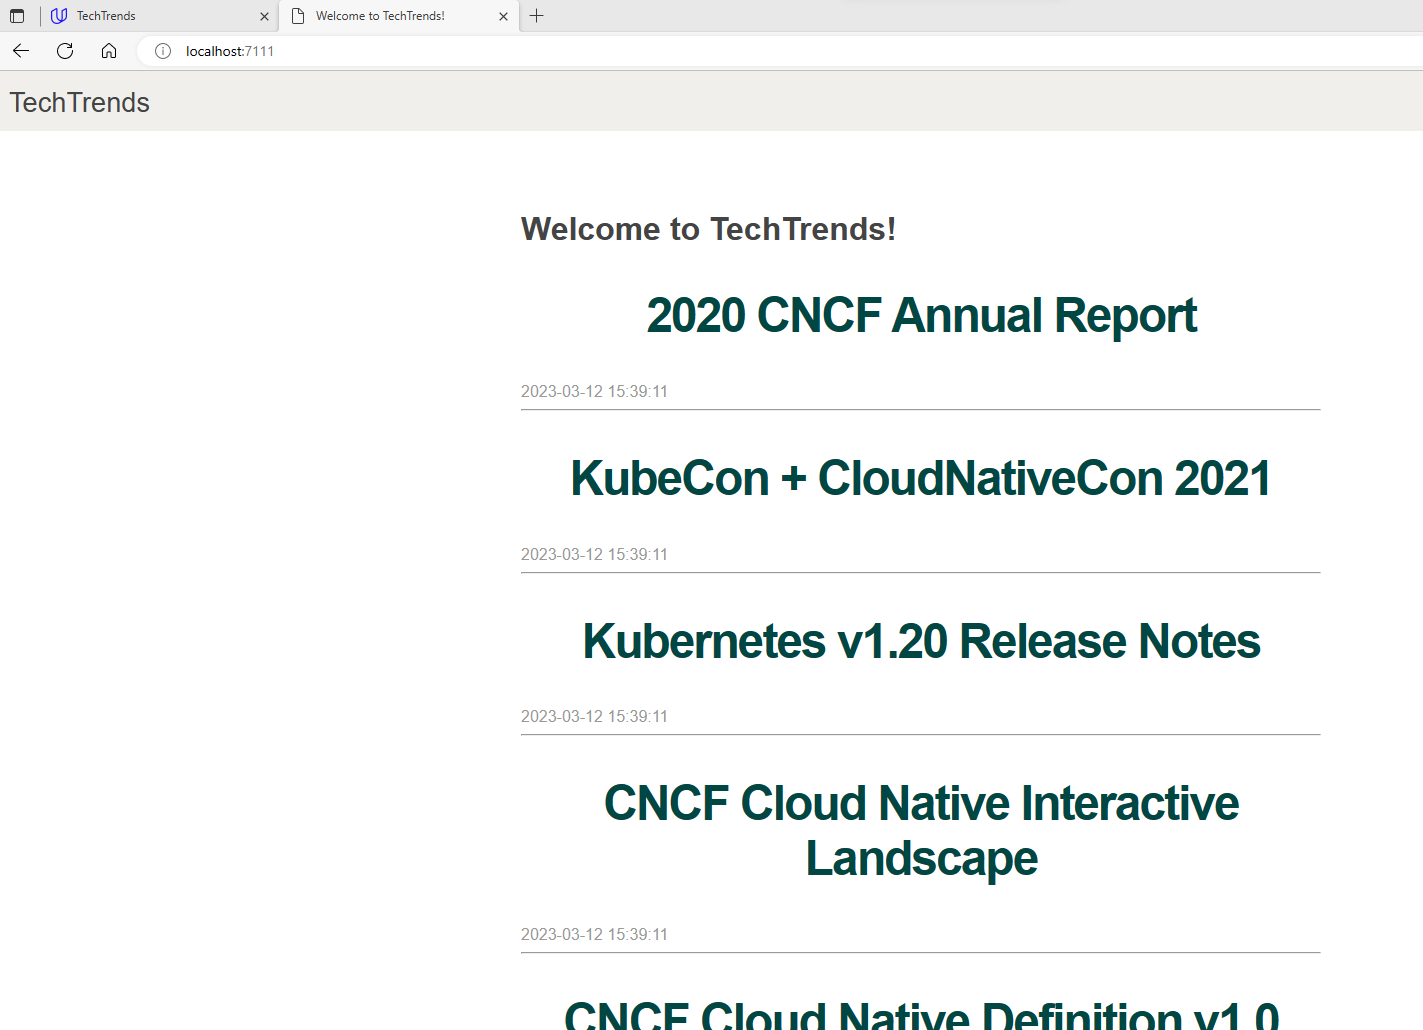 TechTrends
Welcome to TechTrends!
localhost:7111
TechTrends
Welcome to TechTrends!
2020 CNCF Annual Report
2023-03-12 15:39:11
KubeCon + CloudNativeCon 2021
2023-03-12 15:39:11
Kubernetes v1.20 Release Notes
2023-03-12 15:39:11
CNCF Cloud Native Interactive
Landscape
2023-03-12 15:39:11
CNCF Cloud Native Definition v1.0